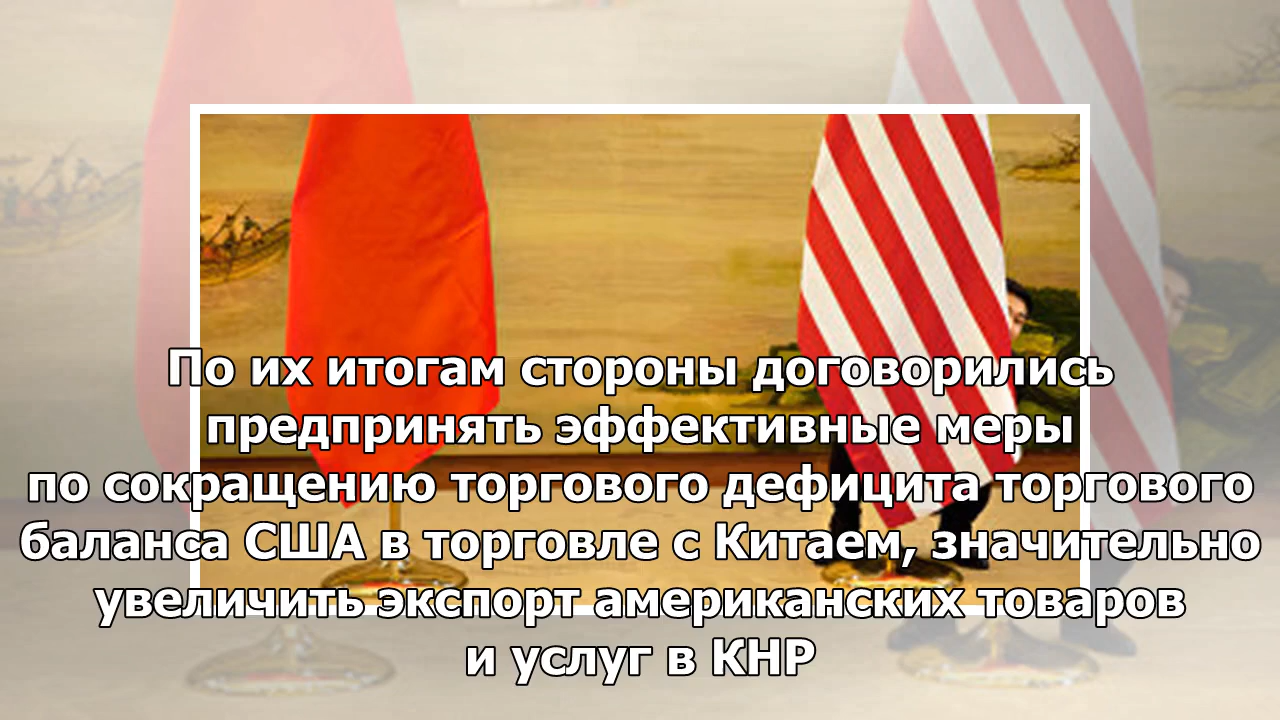 По их итогам стороны договорились
предпринять эффективные меры
по сокращению торгового дефицита торгового
баланса США в торговле с Китаем, значительно
увеличить экспорт американских товаров
и услуг в КНР